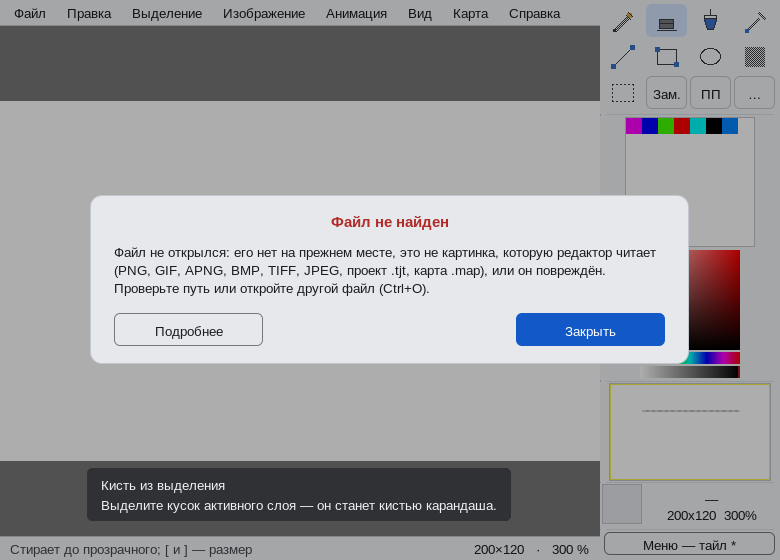 Файл Правка Выделение Изображение Анимация Вид Карта Справка
Зам. ПП ...
Файл не найден
Файл не открылся: его нет на прежнем месте, это не картинка, которую редактор читает
(PNG, GIF, APNG, BMP, TIFF, JPEG, проект .tjt, карта .map), или он повреждён.
Проверьте путь или откройте другой файл (Ctrl+O).
Подробнее Закрыть
Кисть из выделения
Выделите кусок активного слоя — он станет кистью карандаша.
—
200x120 300%
Меню — тайл *
Стирает до прозрачного; [ и ] — размер 200×120 · 300 %